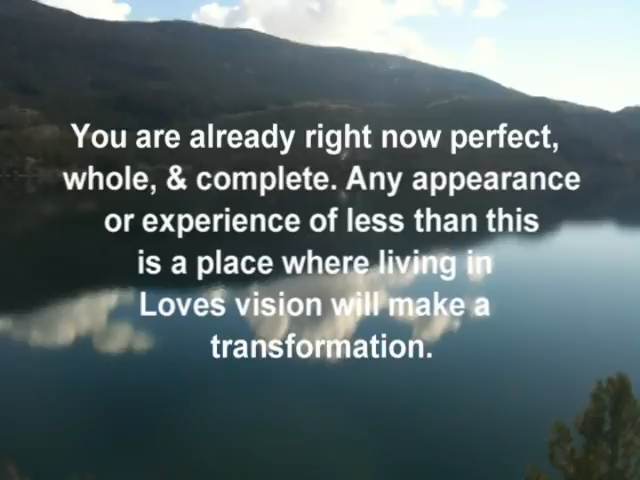 You are already right now perfect,
whole, & complete. Any appearance
or experience of less than this
is a place where living in
Loves vision will make a
transformation.